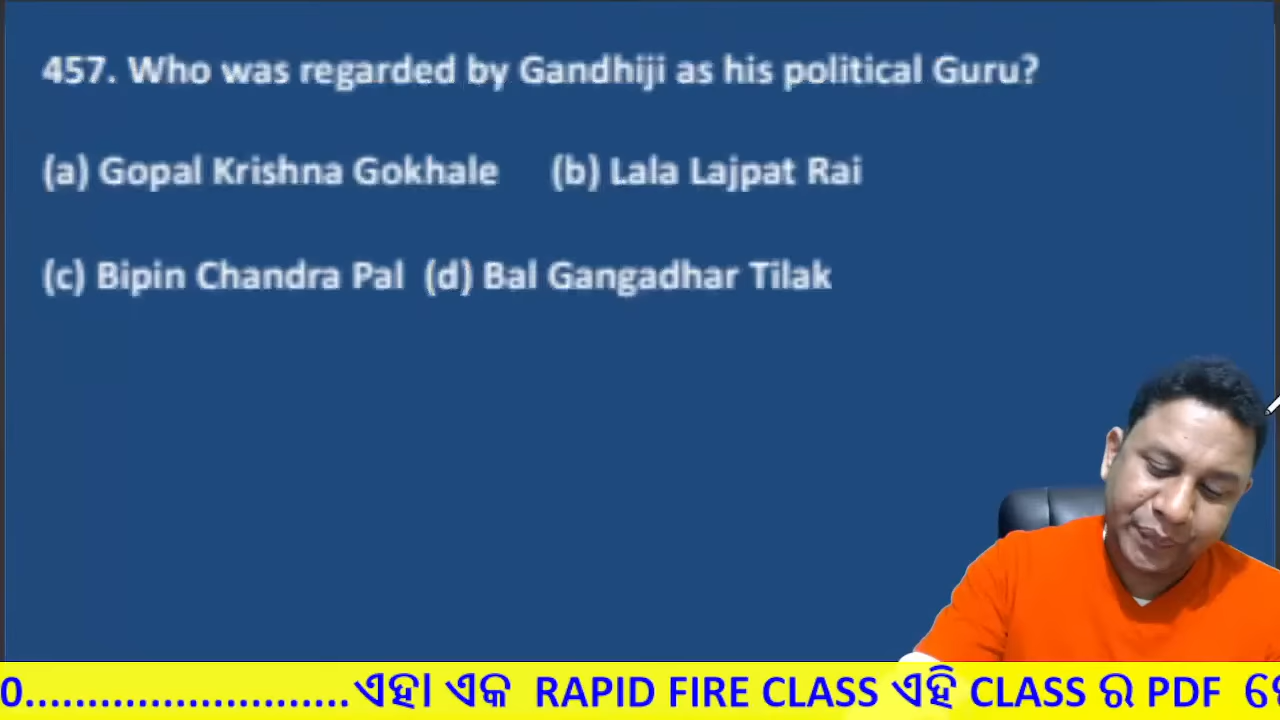 457. Who was regarded by Gandhiji as his political Guru?
(a) Gopal Krishna Gokhale (b) Lala Lajpat Rai
(c) Bipin Chandra Pal (d) Bal Gangadhar Tilak
0.......................... ଏହା ଏକ RAPID FIRE CLASS ଏହି CLASS ର PDF